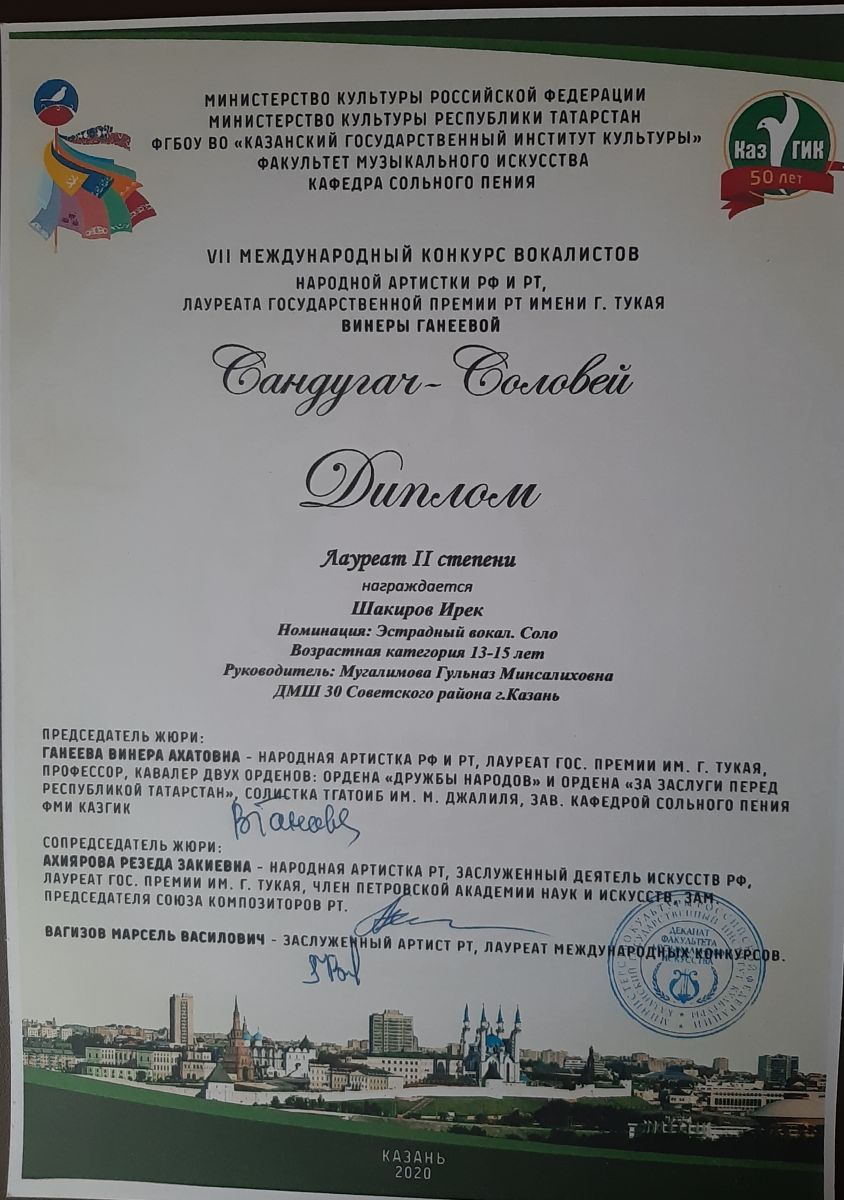 МИНИСТЕРСТВО КУЛЬТУРЫ РОССИЙСКОЙ ФЕДЕРАЦИИ
МИНИСТЕРСТВО КУЛЬТУРЫ РЕСПУБЛИКИ ТАТАРСТАН
ФГБОУ ВО «КАЗАНСКИЙ ГОСУДАРСТВЕННЫЙ ИНСТИТУТ КУЛЬТУРЫ»
ФАКУЛЬТЕТ МУЗЫКАЛЬНОГО ИСКУССТВА
КАФЕДРА СОЛЬНОГО ПЕНИЯ
Каз ГИК
50 лет
VII МЕЖДУНАРОДНЫЙ КОНКУРС ВОКАЛИСТОВ
НАРОДНОЙ АРТИСТКИ РФ И РТ,
ЛАУРЕАТА ГОСУДАРСТВЕННОЙ ПРЕМИИ РТ ИМЕНИ Г. ТУКАЯ
ВИНЕРЫ ГАНЕЕВОЙ
Сандугач-Соловей
Диплом
Лауреат II степени
награждается
Шакиров Ирек
Номинация: Эстрадный вокал. Соло
Возрастная категория 13-15 лет
Руководитель: Мугалимова Гульназ Минсалиховна
ДМШ 30 Советского района г.Казань
ПРЕДСЕДАТЕЛЬ ЖЮРИ:
ГАНЕЕВА ВИНЕРА АХАТОВНА - НАРОДНАЯ АРТИСТКА РФ И РТ, ЛАУРЕАТ ГОС. ПРЕМИИ ИМ. Г. ТУКАЯ,
ПРОФЕССОР, КАВАЛЕР ДВУХ ОРДЕНОВ: ОРДЕНА «ДРУЖБЫ НАРОДОВ» И ОРДЕНА «ЗА ЗАСЛУГИ ПЕРЕД
РЕСПУБЛИКОЙ ТАТАРСТАН», СОЛИСТКА ТГАТОИБ ИМ. М. ДЖАЛИЛЯ, ЗАВ. КАФЕДРОЙ СОЛЬНОГО ПЕНИЯ
ФМИ КАЗГИК
СОПРЕДСЕДАТЕЛЬ ЖЮРИ:
АХИЯРОВА РЕЗЕДА ЗАКИЕВНА - НАРОДНАЯ АРТИСТКА РТ, ЗАСЛУЖЕННЫЙ ДЕЯТЕЛЬ ИСКУССТВ РФ,
ЛАУРЕАТ ГОС. ПРЕМИИ ИМ. Г. ТУКАЯ, ЧЛЕН ПЕТРОВСКОЙ АКАДЕМИИ НАУК И ИСКУССТВ, ЗАМ.
ПРЕДСЕДАТЕЛЯ СОЮЗА КОМПОЗИТОРОВ РТ.
ВАГИЗОВ МАРСЕЛЬ ВАСИЛОВИЧ - ЗАСЛУЖЕННЫЙ АРТИСТ РТ, ЛАУРЕАТ МЕЖДУНАРОДНЫХ КОНКУРСОВ.
ДЕКАНАТ
ФАКУЛЬТЕТА
ИСКУССТВА
КАЗАНЬ
2020